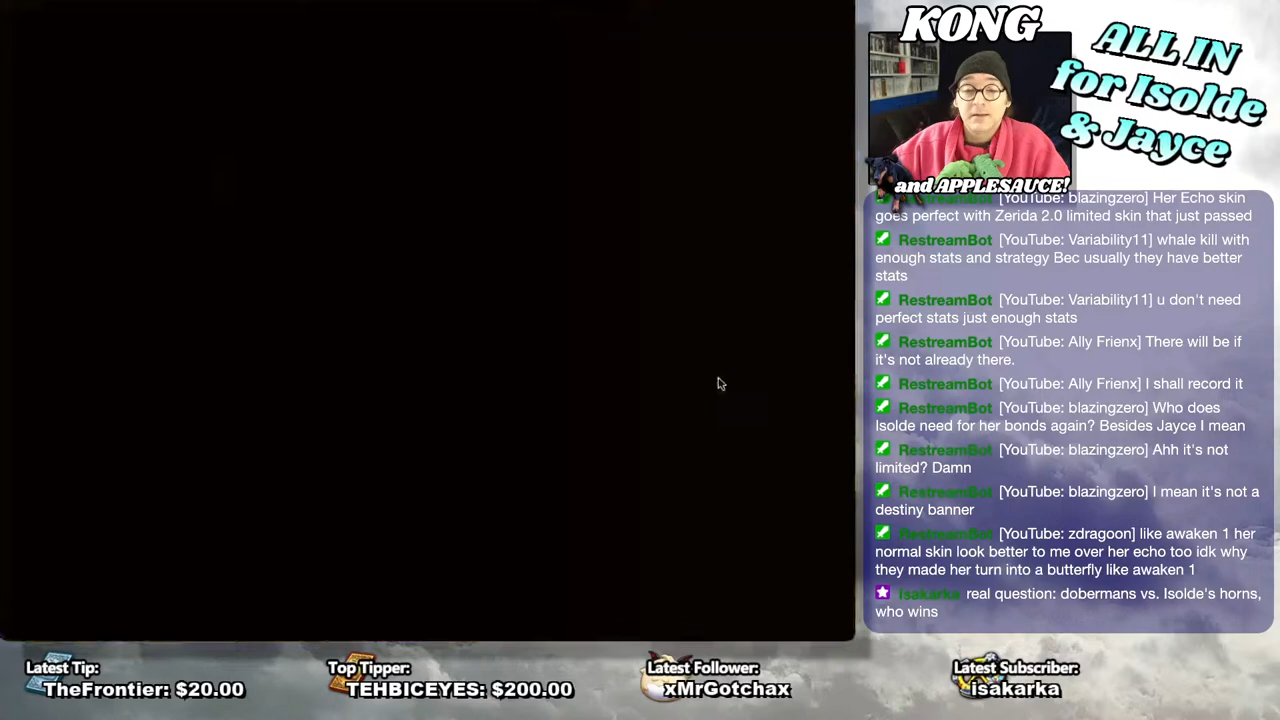 KONG
ALL IN
for Isolde
& Jayce
and APPLESAUCE!
[YouTube: blazingzero] Her Echo skin
goes perfect with Zerida 2.0 limited skin that just passed
RestreamBot [YouTube: Variability11] whale kill with
enough stats and strategy Bec usually they have better
stats
RestreamBot [YouTube: Variability11] u don't need
perfect stats just enough stats
RestreamBot [YouTube: Ally Frienx] There will be if
it's not already there.
RestreamBot [YouTube: Ally Frienx] I shall record it
RestreamBot [YouTube: blazingzero] Who does
Isolde need for her bonds again? Besides Jayce I mean
RestreamBot [YouTube: blazingzero] Ahh it's not
limited? Damn
RestreamBot [YouTube: blazingzero] I mean it's not a
destiny banner
RestreamBot [YouTube: zdragoon] like awaken 1 her
normal skin look better to me over her echo too idk why
they made her turn into a butterfly like awaken 1
isakarka real question: dobermans vs. Isolde's horns,
who wins
Latest Tip:
TheFrontier: $20.00
Top Tipper:
TEHBICEYES: $200.00
Latest Follower:
xMrGotchax
Latest Subscriber:
isakarka